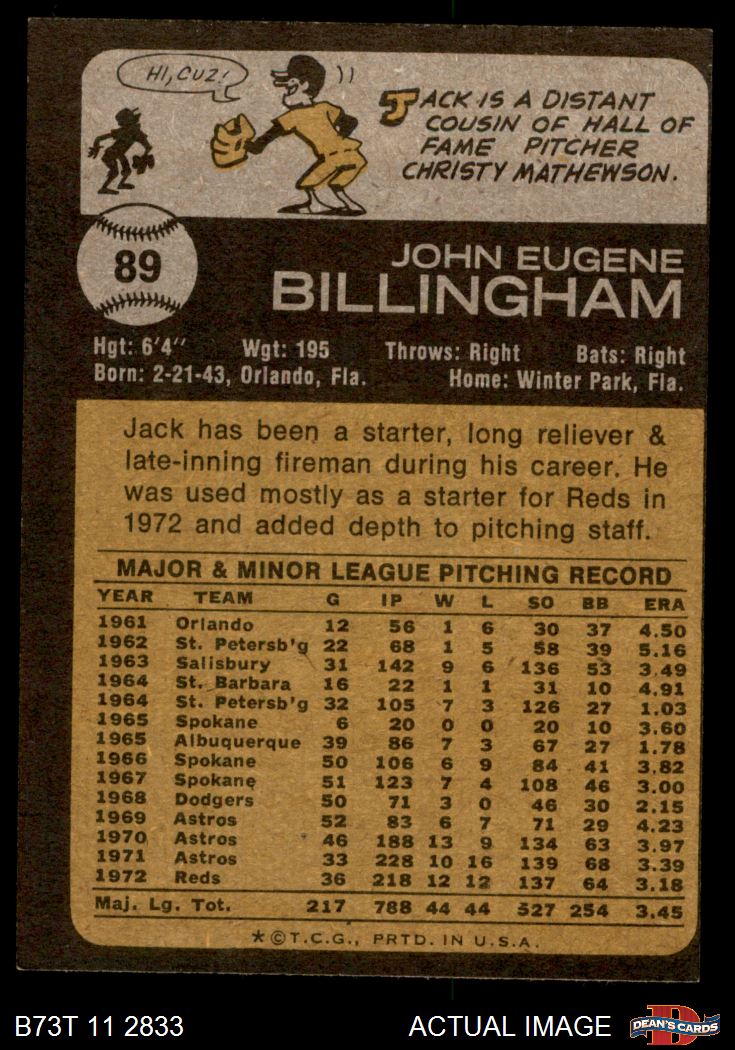 HI, CUZ!
JACK IS A DISTANT
COUSIN OF HALL OF
FAME PITCHER
CHRISTY MATHEWSON.
89
JOHN EUGENE
BILLINGHAM
Hgt: 6'4" Wgt: 195 Throws: Right Bats: Right
Born: 2-21-43, Orlando, Fla. Home: Winter Park, Fla.
Jack has been a starter, long reliever &
late-inning fireman during his career. He
was used mostly as a starter for Reds in
1972 and added depth to pitching staff.
MAJOR & MINOR LEAGUE PITCHING RECORD
YEAR TEAM G IP W L SO BB ERA
1961 Orlando 12 56 1 6 30 37 4.50
1962 St. Petersb'g 22 68 1 5 58 39 5.16
1963 Salisbury 31 142 9 6 136 53 3.49
1964 St. Barbara 16 22 1 1 31 10 4.91
1964 St. Petersb'g 32 105 7 3 126 27 1.03
1965 Spokane 6 20 0 0 20 10 3.60
1965 Albuquerque 39 86 7 3 67 27 1.78
1966 Spokane 50 106 6 9 84 41 3.82
1967 Spokane 51 123 7 4 108 46 3.00
1968 Dodgers 50 71 3 0 46 30 2.15
1969 Astros 52 83 6 7 71 29 4.23
1970 Astros 46 188 13 9 134 63 3.97
1971 Astros 33 228 10 16 139 68 3.39
1972 Reds 36 218 12 12 137 64 3.18
Maj. Lg. Tot. 217 788 44 44 527 254 3.45
*©T.C.G., PRTD. IN U.S.A.
B73T 11 2833 ACTUAL IMAGE D DEAN'S CARDS